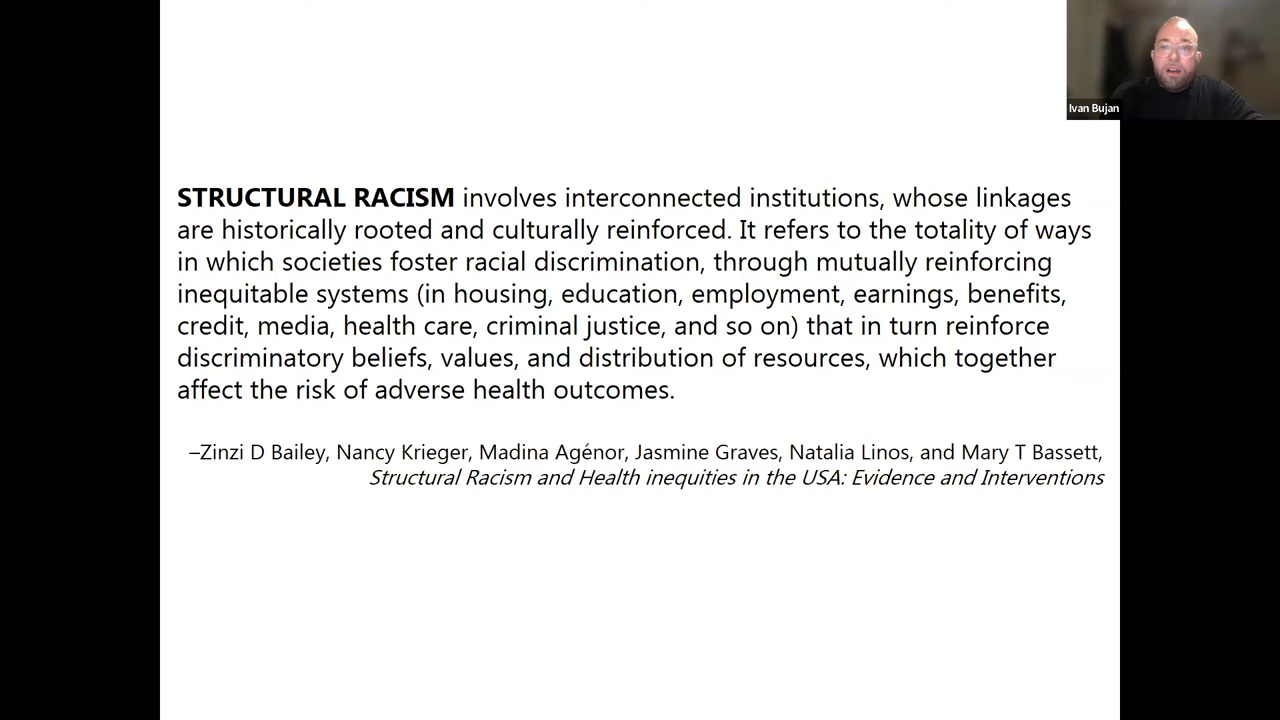 Ivan Bujan
STRUCTURAL RACISM involves interconnected institutions, whose linkages
are historically rooted and culturally reinforced. It refers to the totality of ways
in which societies foster racial discrimination, through mutually reinforcing
inequitable systems (in housing, education, employment, earnings, benefits,
credit, media, health care, criminal justice, and so on) that in turn reinforce
discriminatory beliefs, values, and distribution of resources, which together
affect the risk of adverse health outcomes.
–Zinzi D Bailey, Nancy Krieger, Madina Agénor, Jasmine Graves, Natalia Linos, and Mary T Bassett,
Structural Racism and Health inequities in the USA: Evidence and Interventions